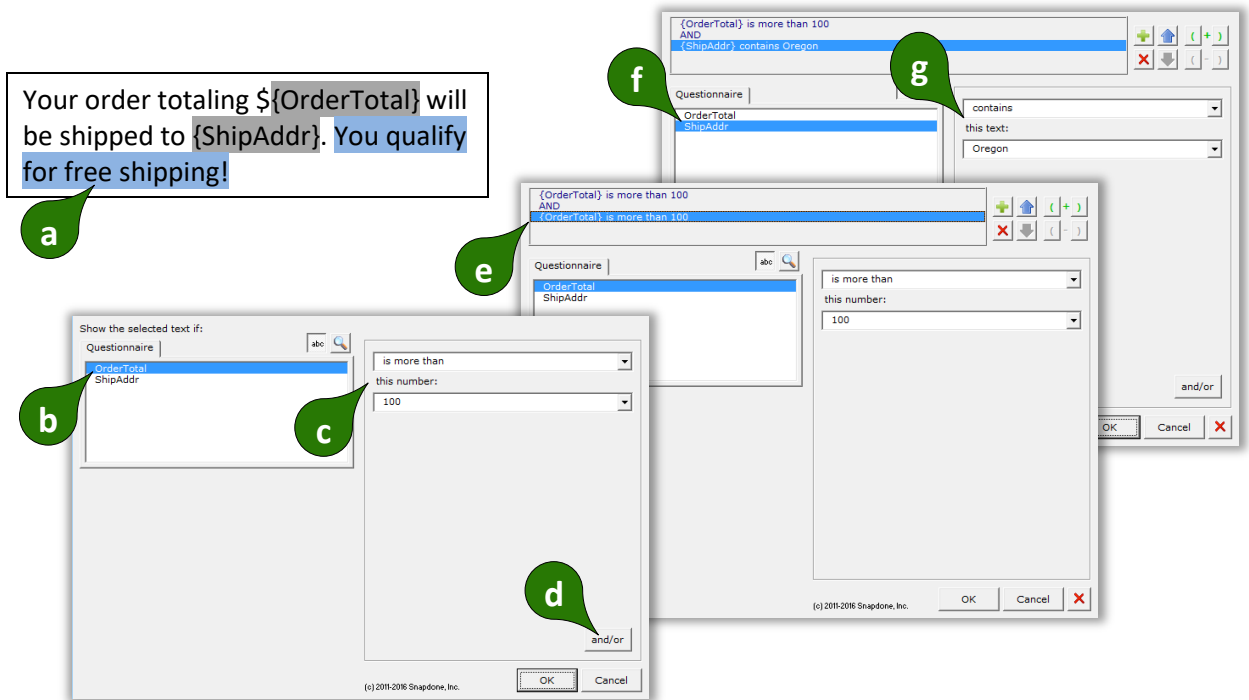 Your order totaling ${OrderTotal} will
be shipped to {ShipAddr}. You qualify
for free shipping!
a
Show the selected text if:
Questionnaire
abc
OrderTotal
ShipAddr
b
is more than
this number:
100
c
d
and/or
(c) 2011-2016 Snapdone, Inc.
OK
Cancel
{OrderTotal} is more than 100
AND
{OrderTotal} is more than 100
( + )
( - )
e
Questionnaire
abc
OrderTotal
ShipAddr
is more than
this number:
100
(c) 2011-2016 Snapdone, Inc.
OK
Cancel
{OrderTotal} is more than 100
AND
{ShipAddr} contains Oregon
( + )
( - )
f
Questionnaire
OrderTotal
ShipAddr
g
contains
this text:
Oregon
and/or
OK
Cancel